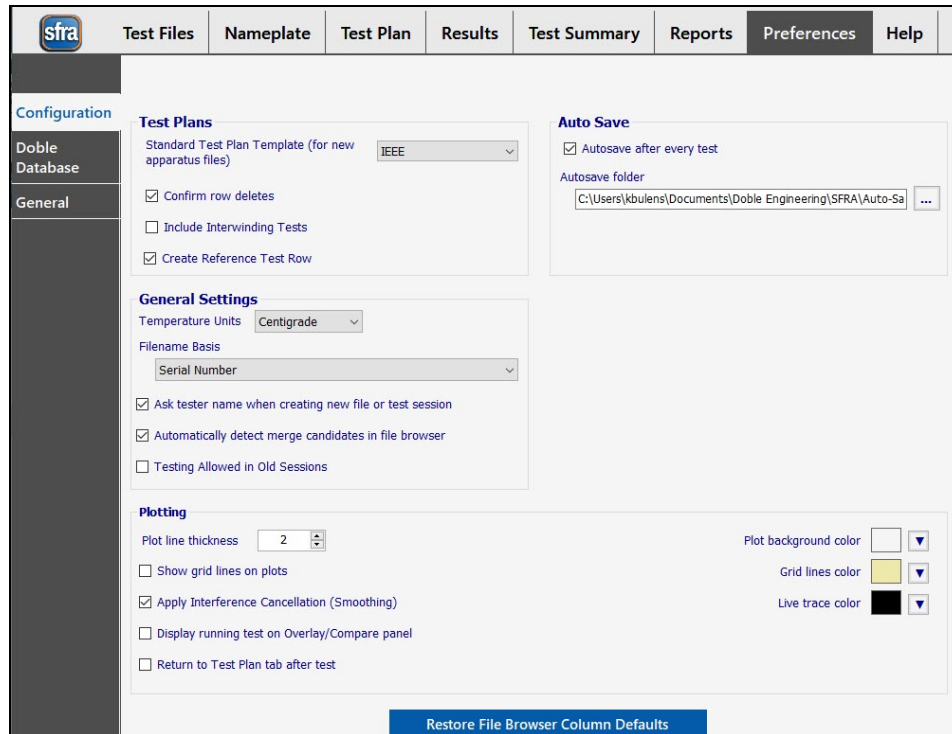 sfra
Test Files
Nameplate
Test Plan
Results
Test Summary
Reports
Preferences
Help
Configuration
Doble
Database
General
Test Plans
Standard Test Plan Template (for new
apparatus files)
IEEE
Confirm row deletes
Include Interwinding Tests
Create Reference Test Row
Auto Save
Autosave after every test
Autosave folder
C:\Users\kbulens\Documents\Doble Engineering\SFRA\Auto-Sa
...
General Settings
Temperature Units
Centigrade
Filename Basis
Serial Number
Ask tester name when creating new file or test session
Automatically detect merge candidates in file browser
Testing Allowed in Old Sessions
Plotting
Plot line thickness
2
Show grid lines on plots
Apply Interference Cancellation (Smoothing)
Display running test on Overlay/Compare panel
Return to Test Plan tab after test
Plot background color
Grid lines color
Live trace color
Restore File Browser Column Defaults